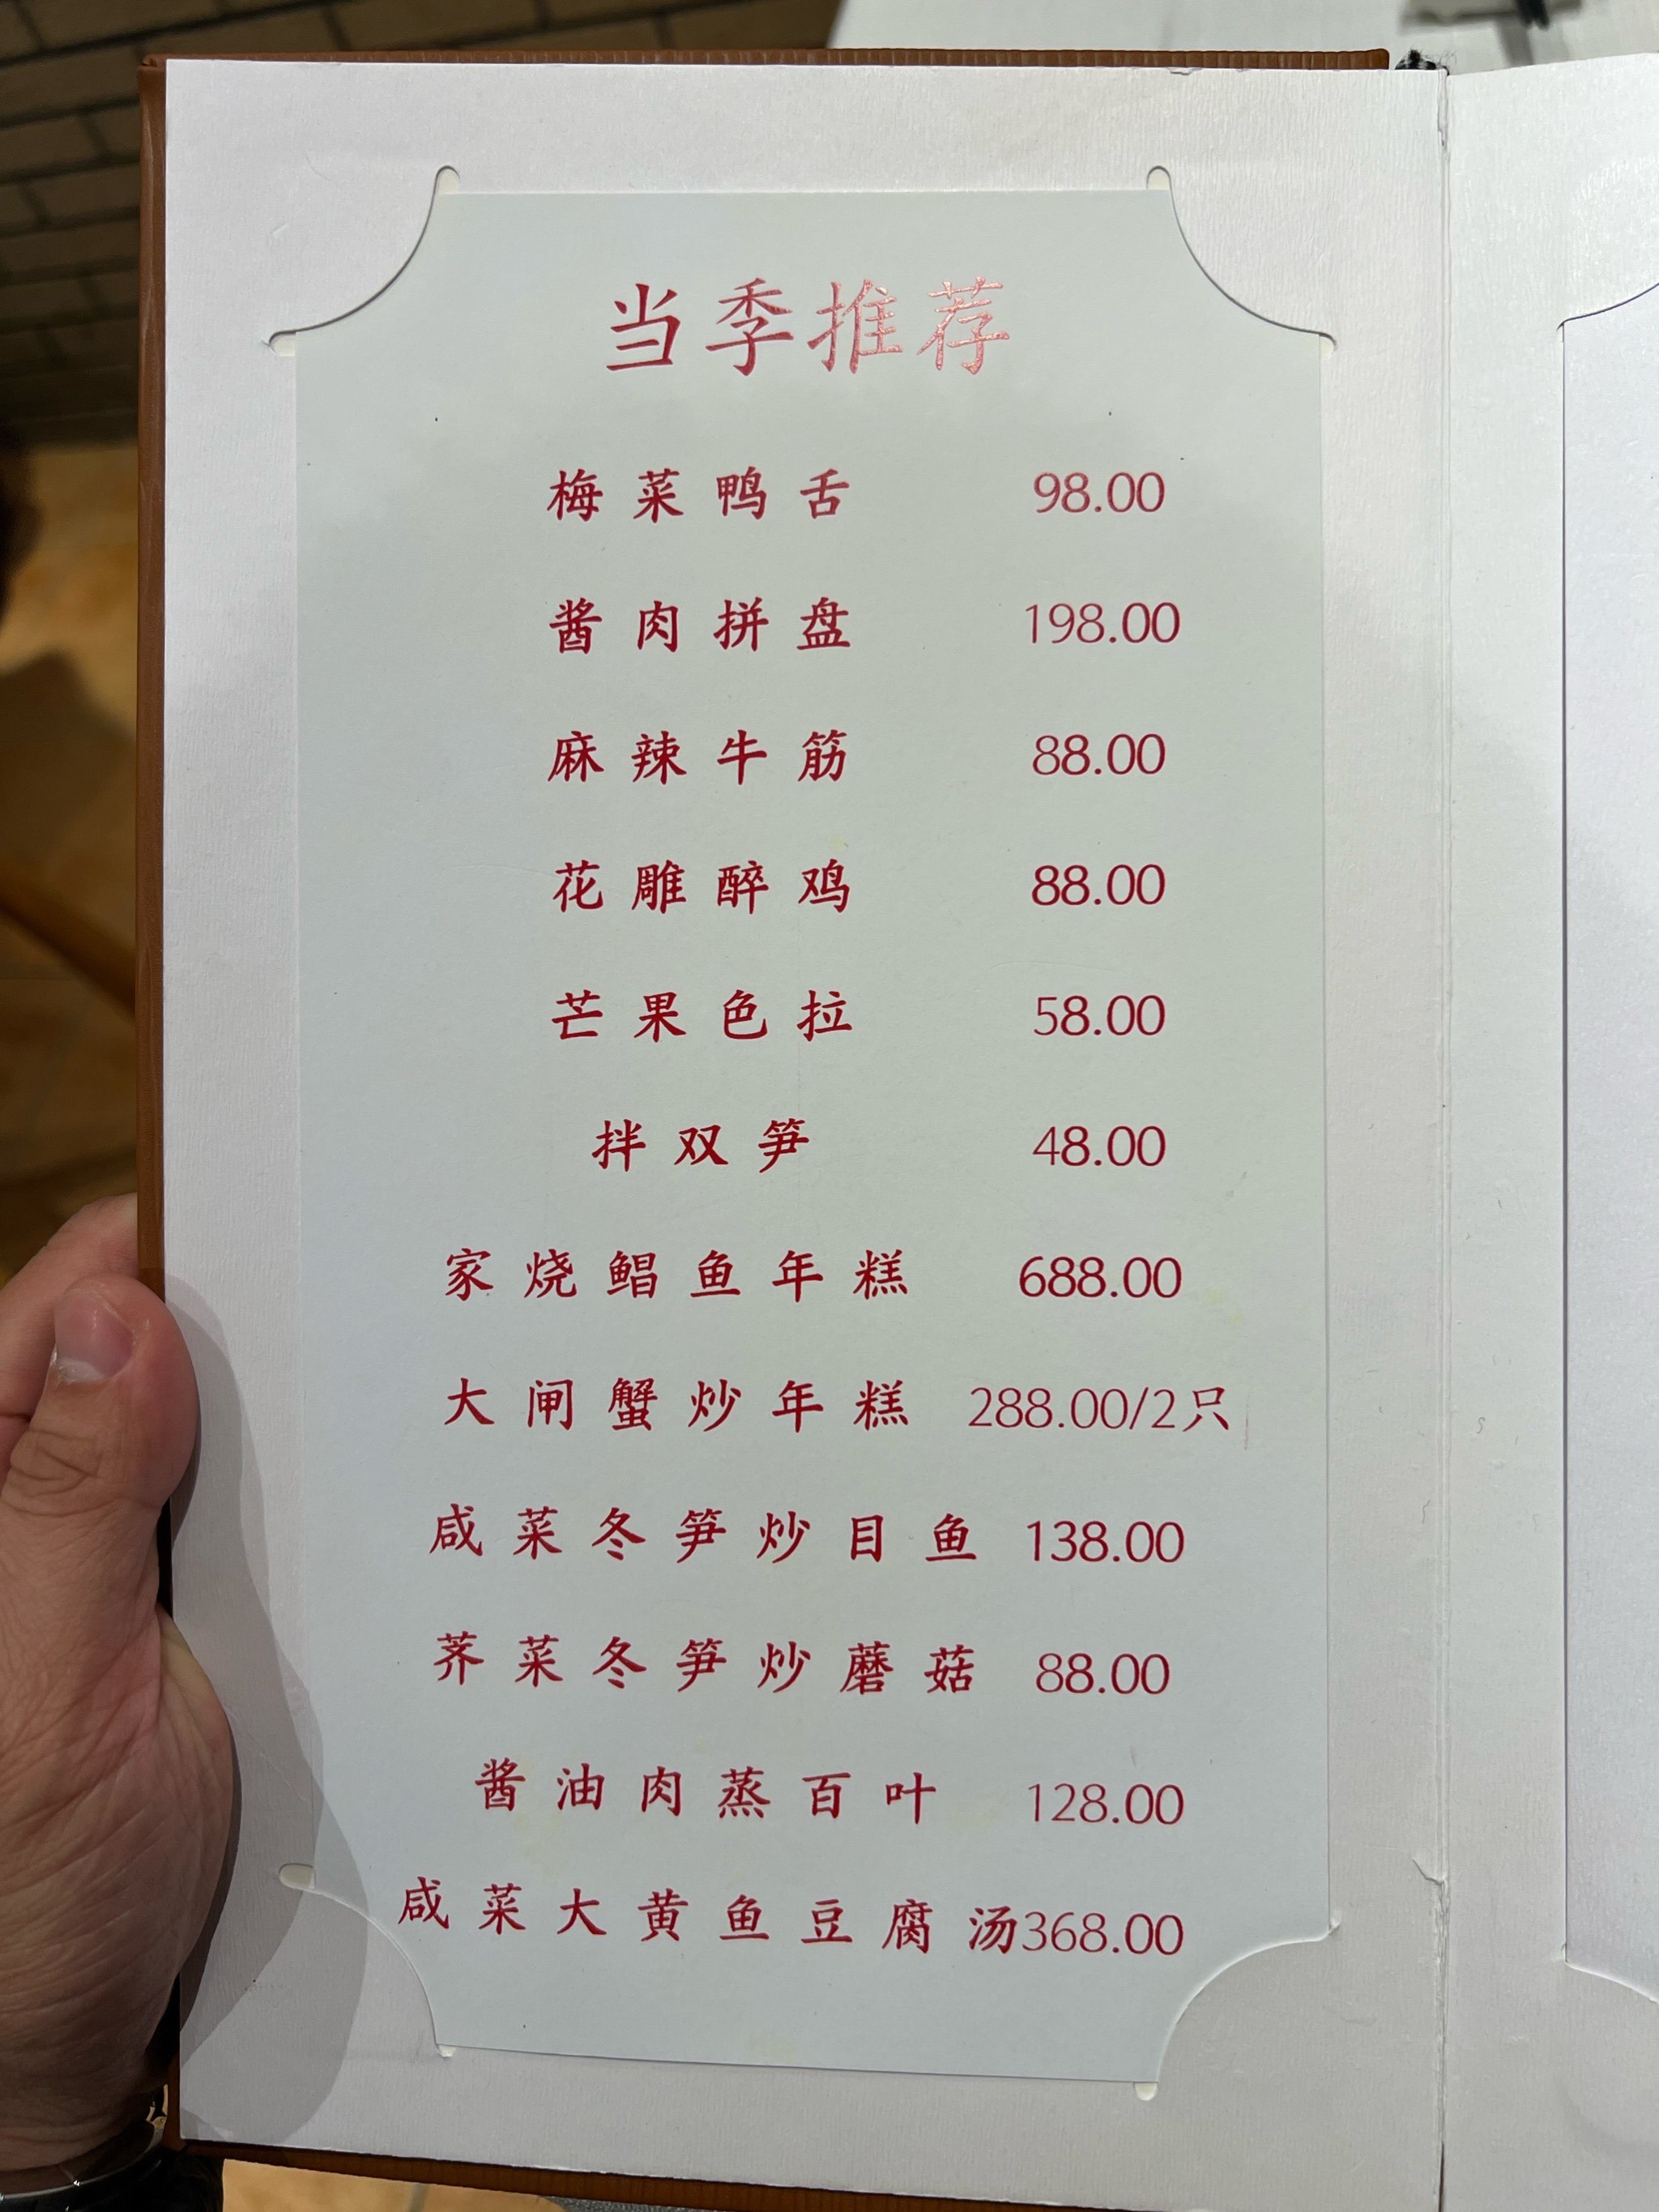 当季推荐
梅菜鸭舌 98.00
酱肉拼盘 198.00
麻辣牛筋 88.00
花雕醉鸡 88.00
芒果色拉 58.00
拌双笋 48.00
家烧鲳鱼年糕 688.00
大闸蟹炒年糕 288.00/2只
咸菜冬笋炒目鱼 138.00
荠菜冬笋炒蘑菇 88.00
酱油肉蒸百叶 128.00
咸菜大黄鱼豆腐汤368.00